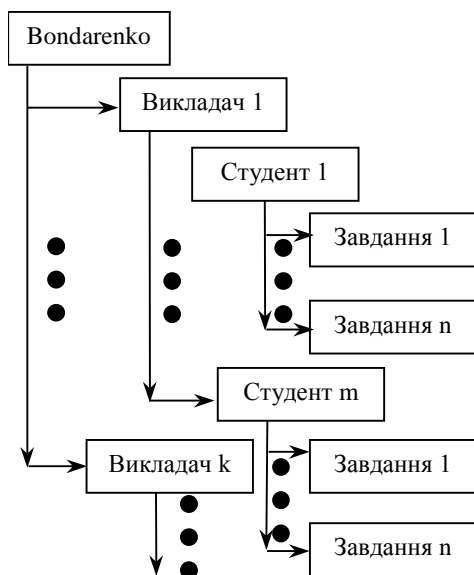 Bondarenko
Викладач 1
Студент 1
Завдання 1
Завдання n
Студент m
Завдання 1
Викладач k
Завдання n